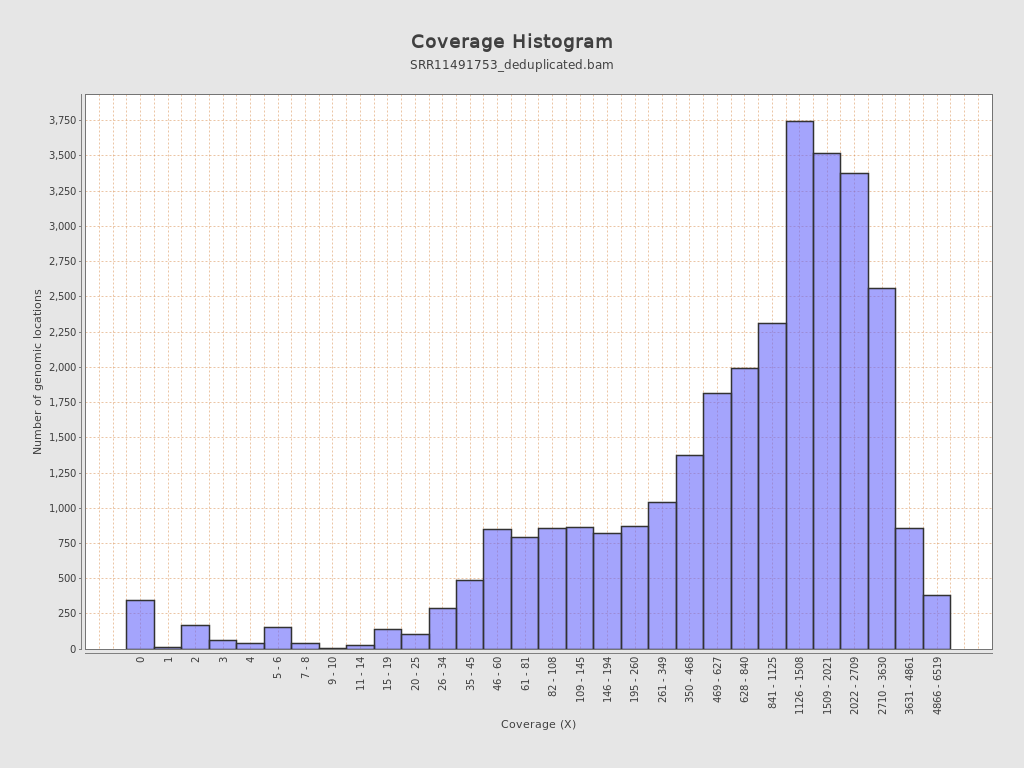 Coverage Histogram
SRR11491753_deduplicated.bam
Number of genomic locations
3,750
3,500
3,250
3,000
2,750
2,500
2,250
2,000
1,750
1,500
1,250
1,000
750
500
250
0
0
1
2
3
4
5 - 6
7 - 8
9 - 10
11 - 14
15 - 19
20 - 25
26 - 34
35 - 45
46 - 60
61 - 81
82 - 108
109 - 145
146 - 194
195 - 260
261 - 349
350 - 468
469 - 627
628 - 840
841 - 1125
1126 - 1508
1509 - 2021
2022 - 2709
2710 - 3630
3631 - 4861
4866 - 6519
Coverage (X)